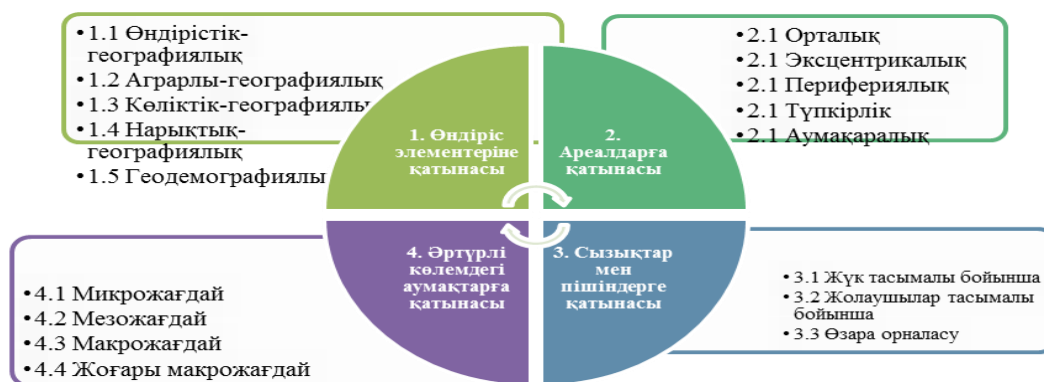 • 1.1 Өндірістік-
географиялық
• 1.2 Аграрлы-географиялық
• 1.3 Көліктік-географиялық
• 1.4 Нарықтық-
географиялық
• 1.5 Геодемографиялы
1. Өндіріс
элементеріне
қатынасы
• 2.1 Орталық
• 2.1 Эксцентрикалық
• 2.1 Перифериялық
• 2.1 Түпкірлік
• 2.1 Аумақаралық
2.
Ареалдарға
қатынасы
4. Әртүрлі
көлемдегі
аумақтарға
қатынасы
• 4.1 Микрожағдай
• 4.2 Мезожағдай
• 4.3 Макрожағдай
• 4.4 Жоғары макрожағдай
3. Сызықтар
мен
пішіндерге
қатынасы
• 3.1 Жүк тасымалы бойынша
• 3.2 Жолаушылар тасымалы
бойынша
• 3.3 Өзара орналасу